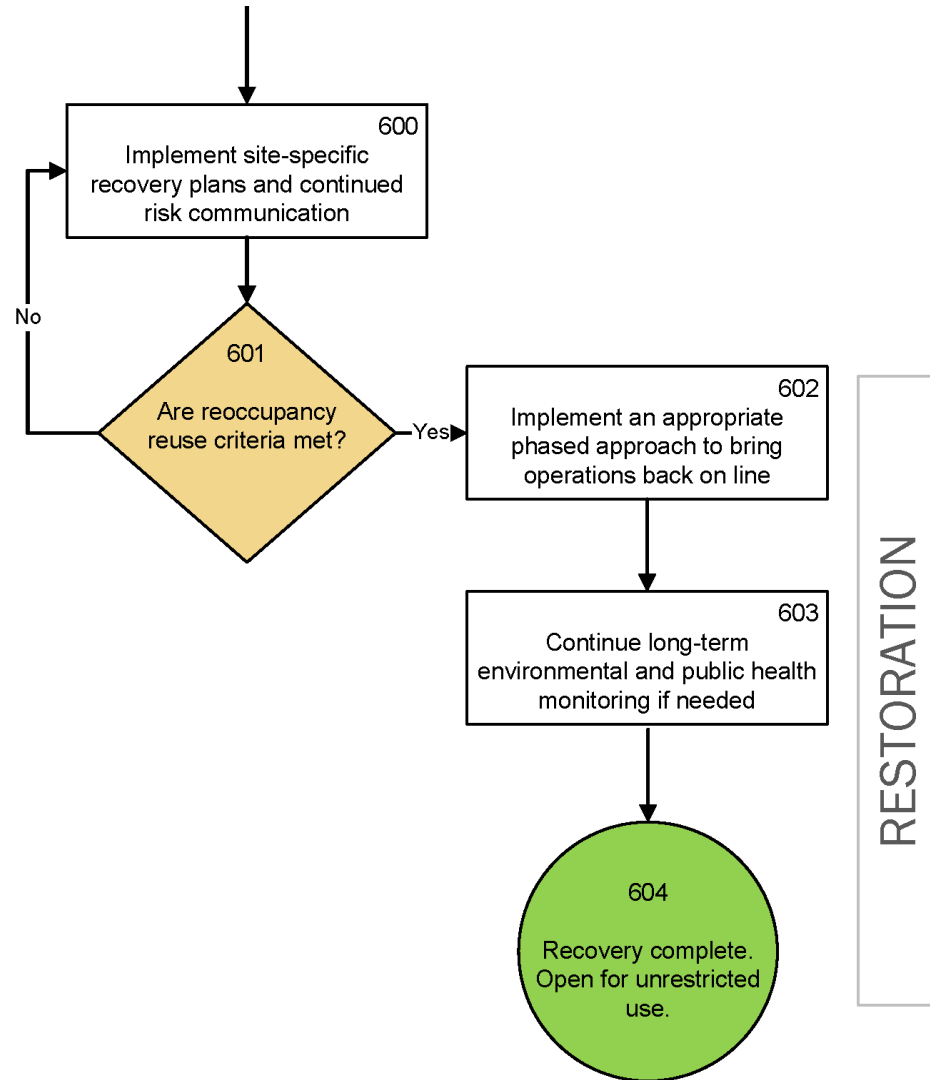 600
Implement site-specific
recovery plans and continued
risk communication
No
601
Are reoccupancy
reuse criteria met?
Yes
602
Implement an appropriate
phased approach to bring
operations back on line
603
Continue long-term
environmental and public health
monitoring if needed
604
Recovery complete.
Open for unrestricted
use.
RESTORATION